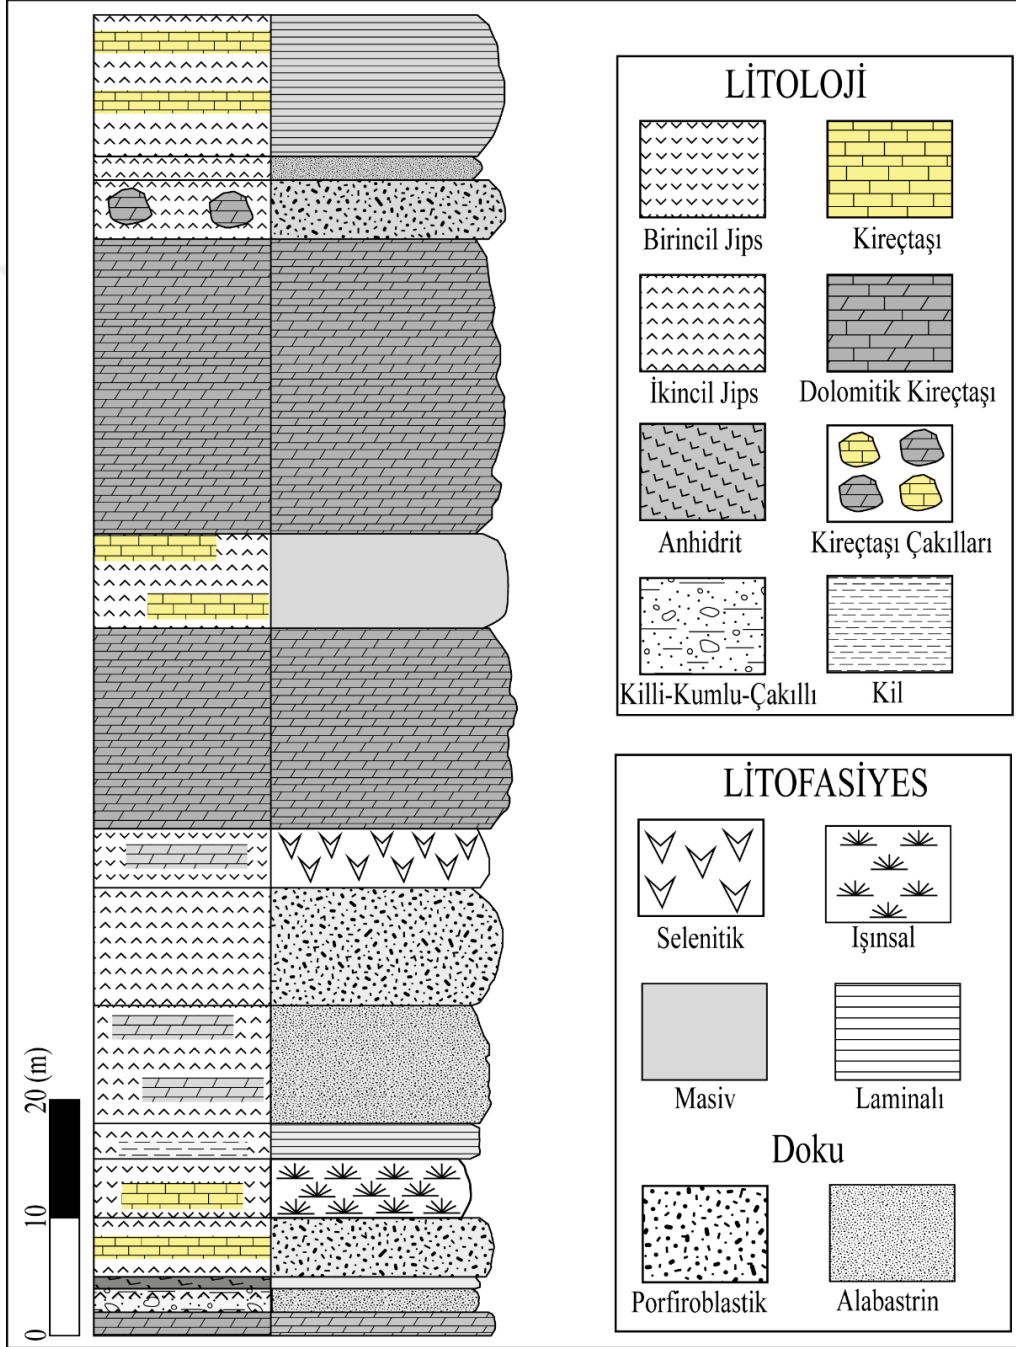 LİTOLOJİ
Birincil Jips
Kireçtaşı
İkincil Jips
Dolomitik Kireçtaşı
Anhidrit
Kireçtaşı Çakılları
Killi-Kumlu-Çakıllı
Kil
LİTOFASİYES
Selenitik
Işınsal
Masiv
Laminalı
Doku
Porfiroblastik
Alabastrin
20 (m)
10
0